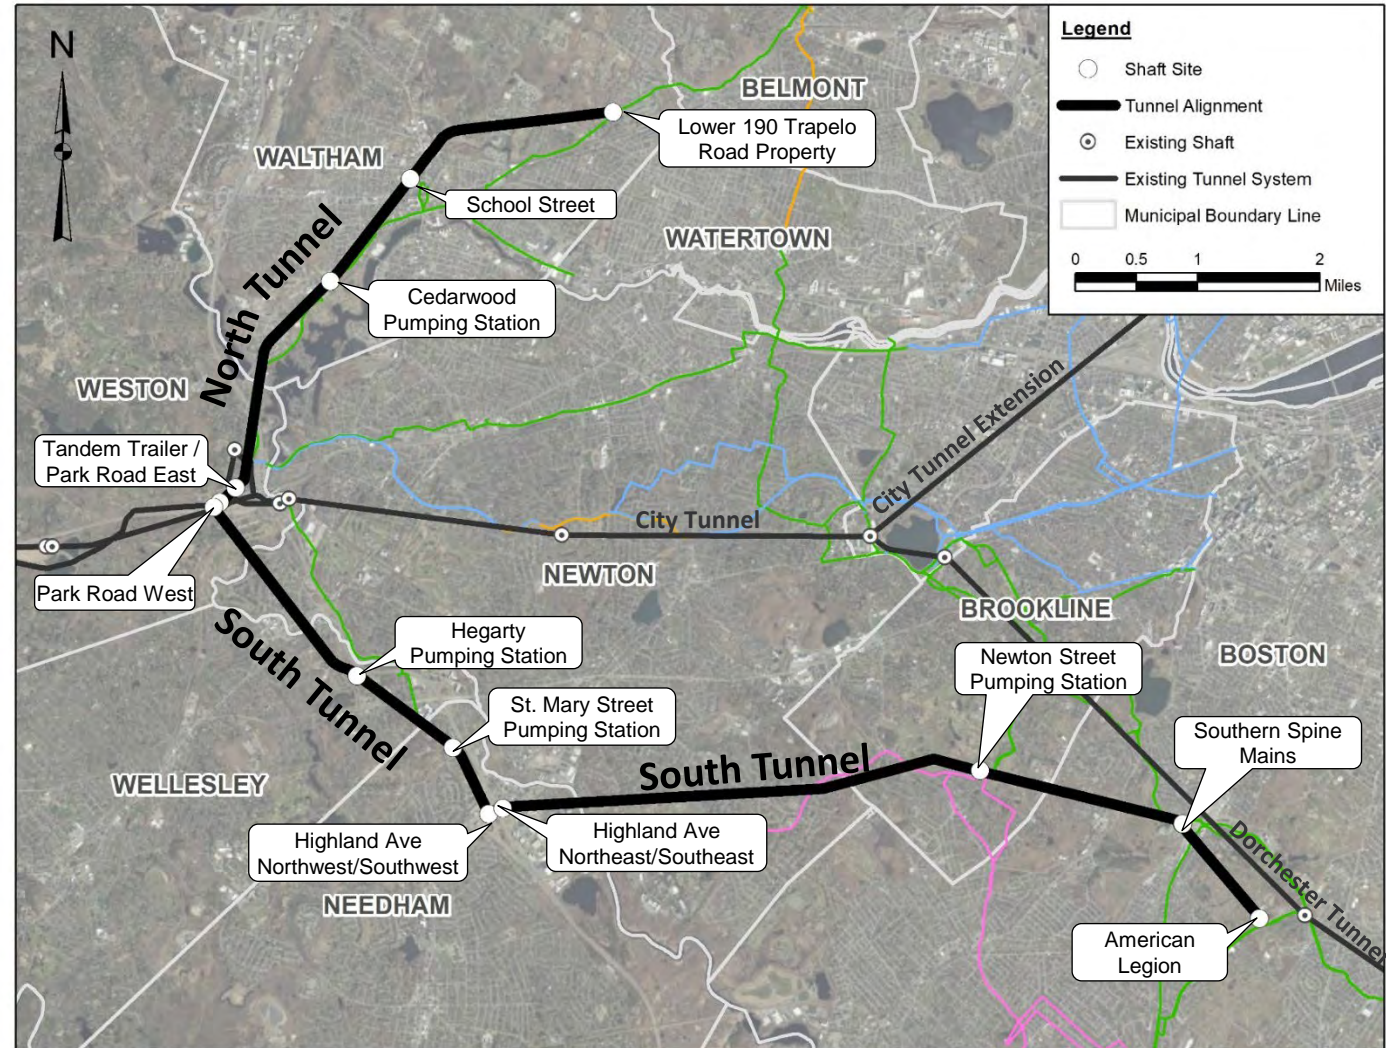 N
Legend
Shaft Site
Tunnel Alignment
Existing Shaft
Existing Tunnel System
Municipal Boundary Line
0 0.5 1 2
Miles
BELMONT
Lower 190 Trapelo
Road Property
WALTHAM
School Street
North Tunnel
WATERTOWN
Cedarwood
Pumping Station
WESTON
City Tunnel Extension
Tandem Trailer /
Park Road East
City Tunnel
Park Road West
NEWTON
BROOKLINE
South Tunnel
Hegarty
Pumping Station
Newton Street
Pumping Station
BOSTON
St. Mary Street
Pumping Station
Southern Spine
Mains
WELLESLEY
South Tunnel
Highland Ave
Northwest/Southwest
Highland Ave
Northeast/Southeast
Dorchester Tunnel
NEEDHAM
American
Legion